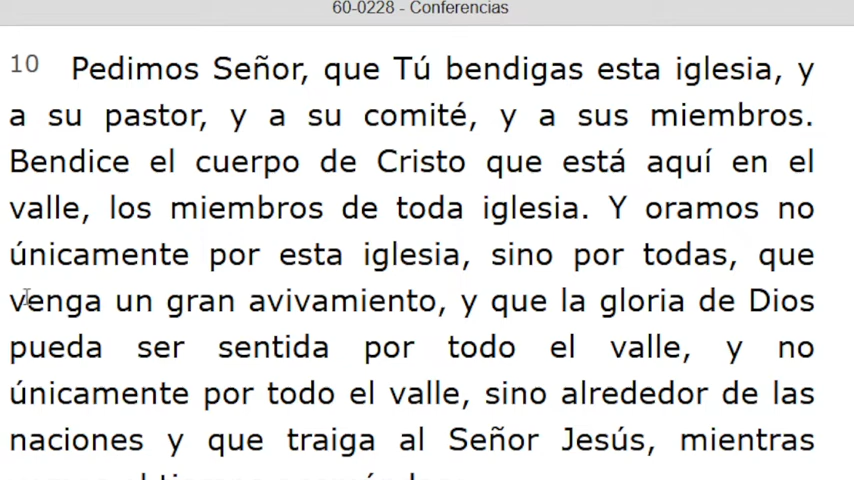 60-0228 - Conferencias
10 Pedimos Señor, que Tú bendigas esta iglesia, y
a su pastor, y a su comité, y a sus miembros.
Bendice el cuerpo de Cristo que está aquí en el
valle, los miembros de toda iglesia. Y oramos no
únicamente por esta iglesia, sino por todas, que
venga un gran avivamiento, y que la gloria de Dios
pueda ser sentida por todo el valle, y no
únicamente por todo el valle, sino alrededor de las
naciones y que traiga al Señor Jesús, mientras